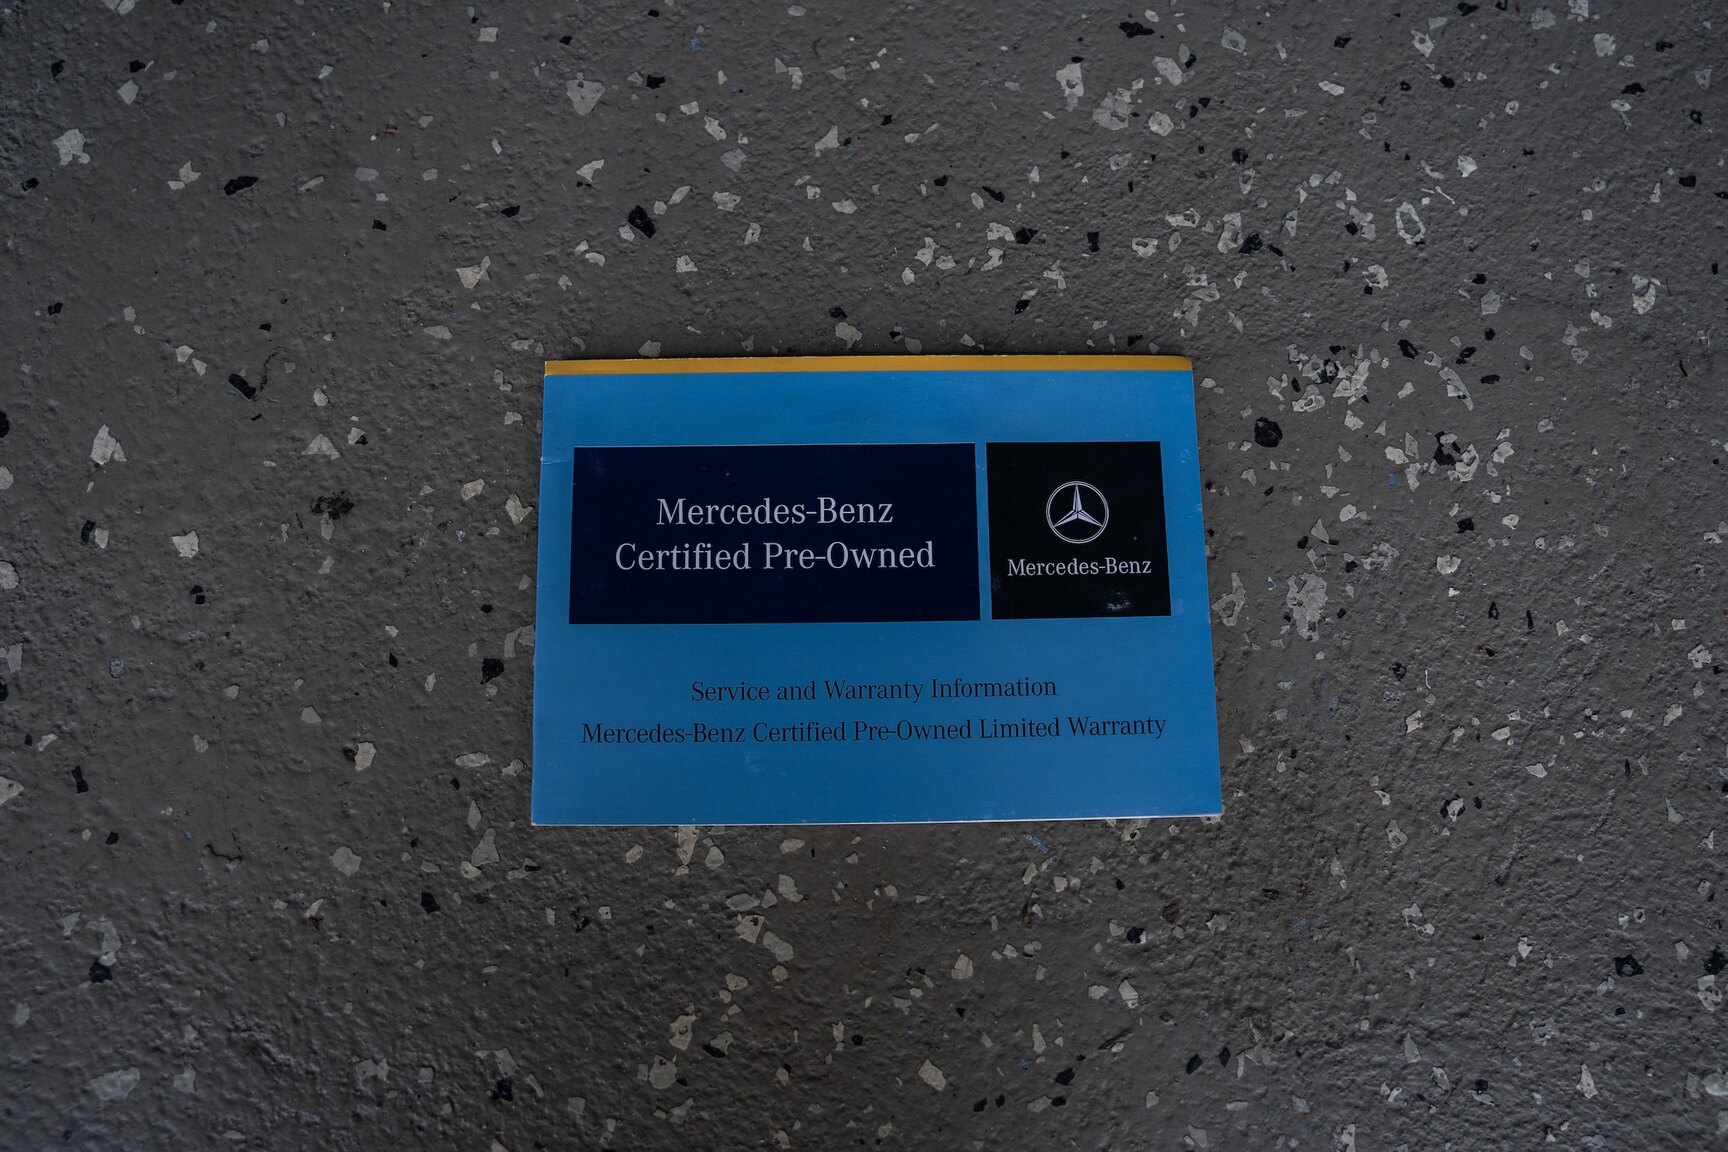 Mercedes-Benz
Certified Pre-Owned
Mercedes-Benz
Service and Warranty Information
Mercedes-Benz Certified Pre-Owned Limited Warranty